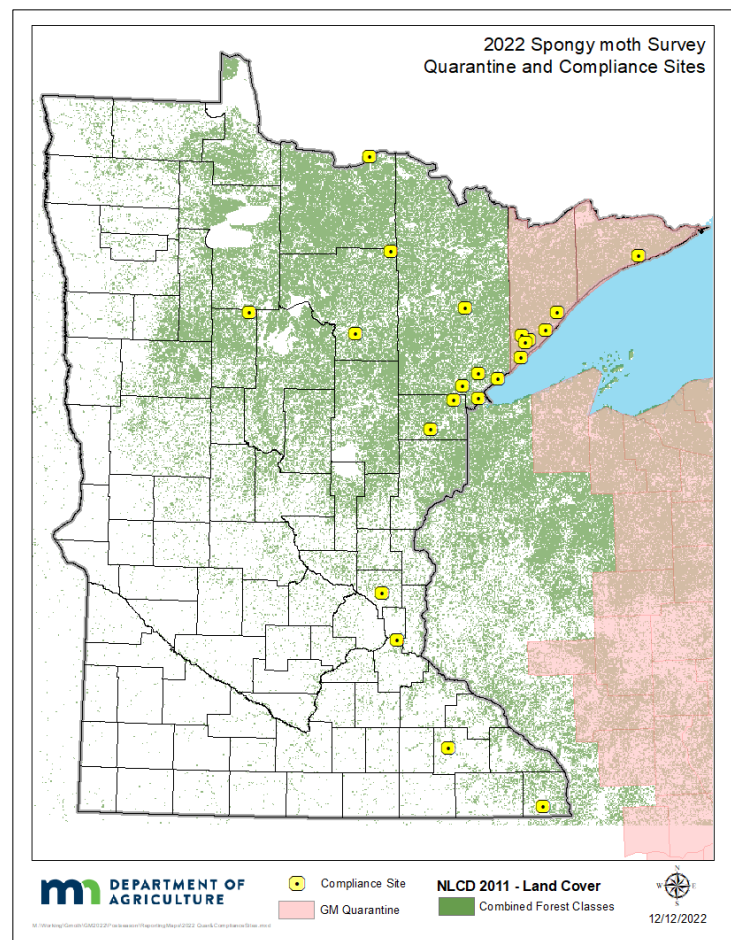 2022 Spongy moth Survey
Quarantine and Compliance Sites
DEPARTMENT OF
AGRICULTURE
Compliance Site
GM Quarantine
NLCD 2011 - Land Cover
Combined Forest Classes
N
W
E
S
12/12/2022